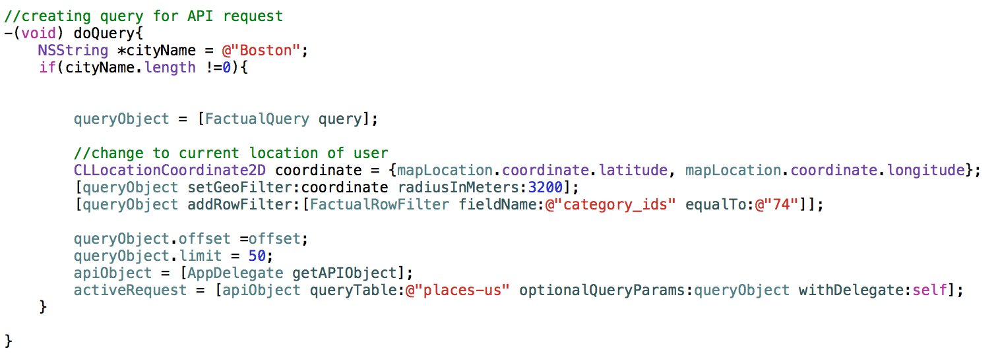 //creating query for API request
-(void) doQuery{
    NSString *cityName = @"Boston";
    if(cityName.length !=0){
        queryObject = [FactualQuery query];
        //change to current location of user
        CLLocationCoordinate2D coordinate = {mapLocation.coordinate.latitude, mapLocation.coordinate.longitude};
        [queryObject setGeoFilter:coordinate radiusInMeters:3200];
        [queryObject addRowFilter:[FactualRowFilter fieldName:@"category_ids" equalTo:@"74"]];
        queryObject.offset =offset;
        queryObject.limit = 50;
        apiObject = [AppDelegate getAPIObject];
        activeRequest = [apiObject queryTable:@"places-us" optionalQueryParams:queryObject withDelegate:self];
    }
}